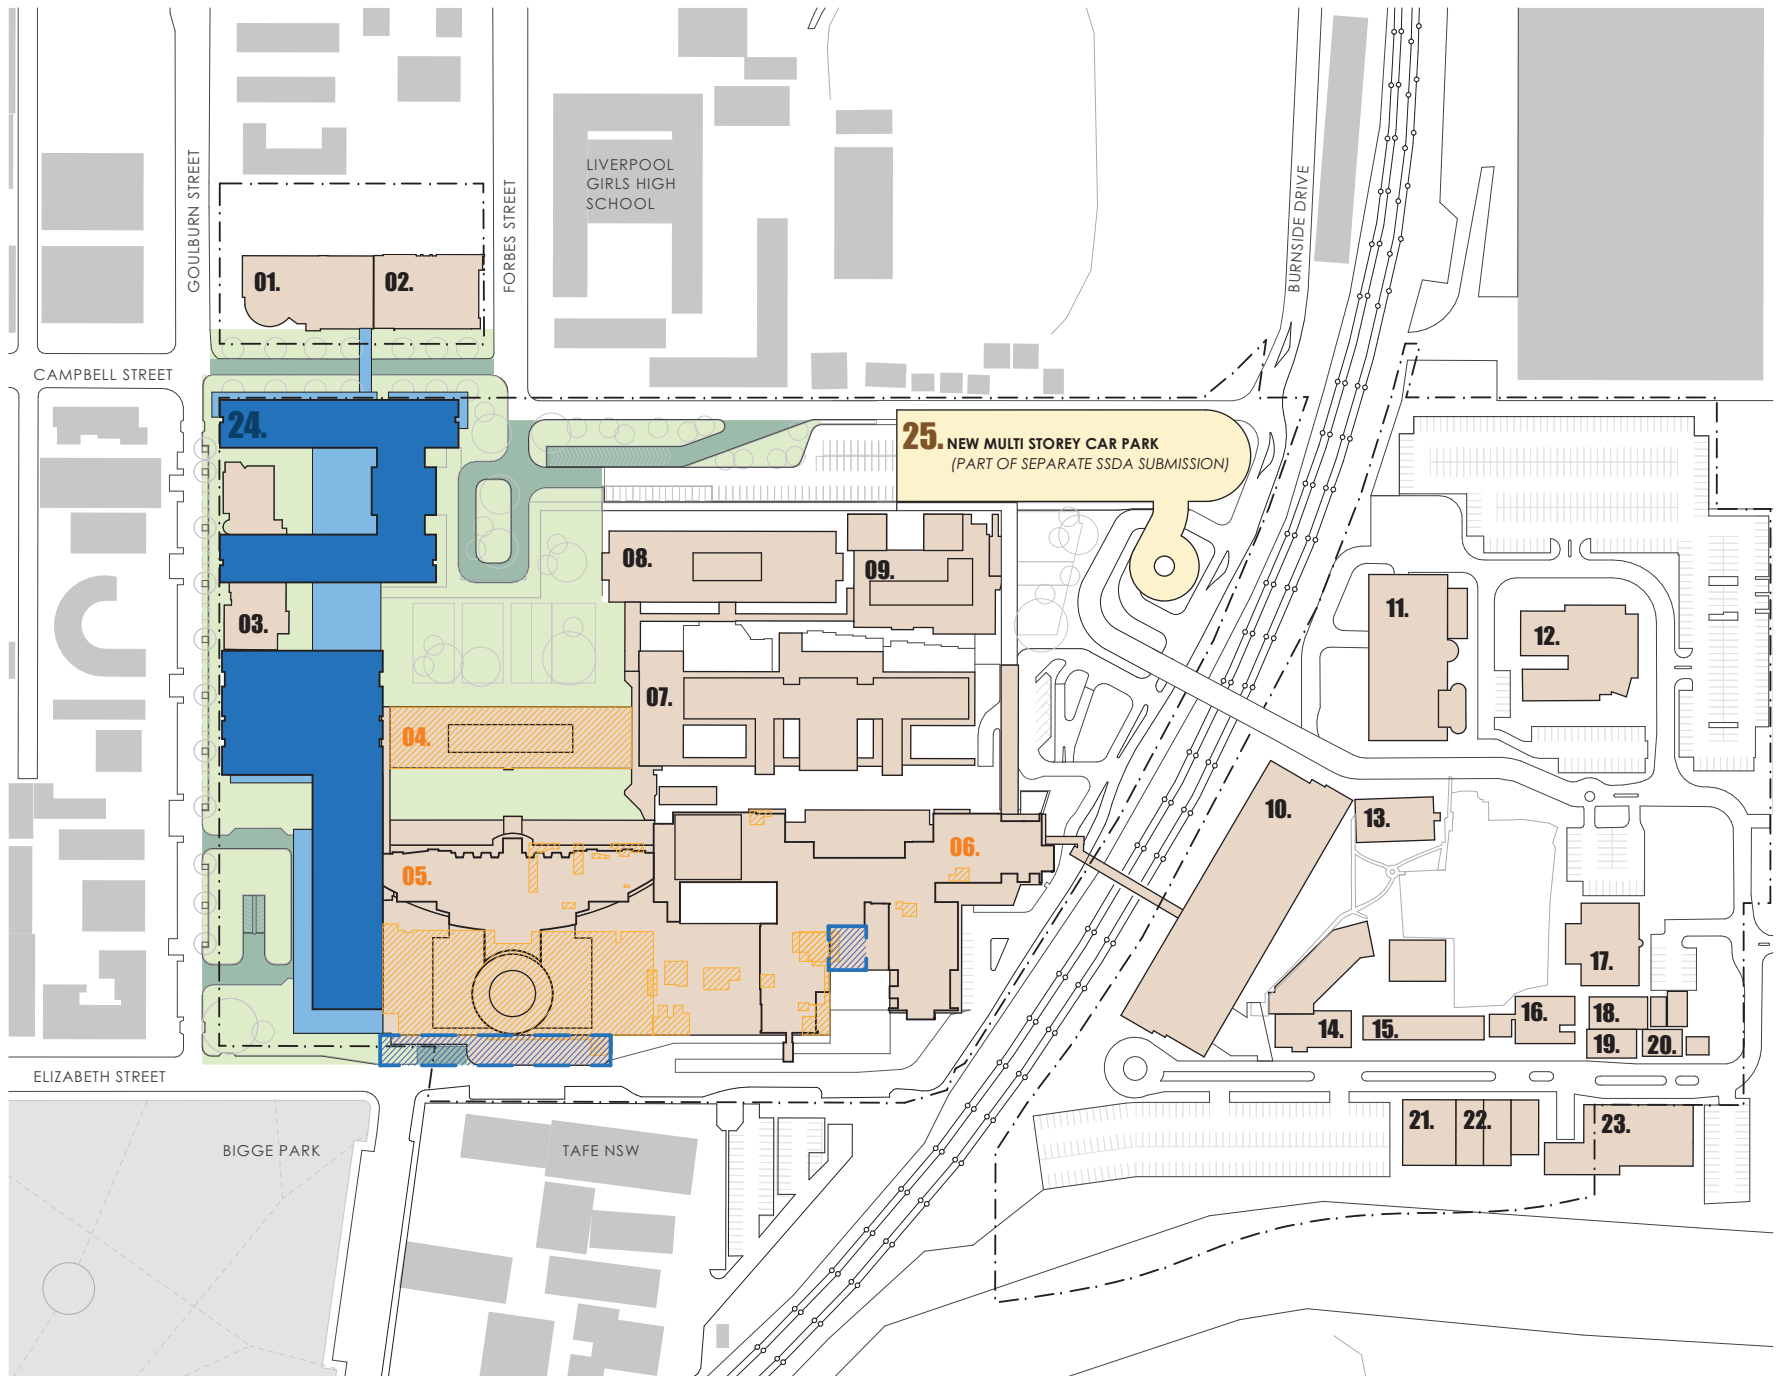 LIVERPOOL
GIRLS HIGH
SCHOOL
GOULBURN STREET
FORBES STREET
BURNSIDE DRIVE
01.
02.
CAMPBELL STREET
24.
25. NEW MULTI STOREY CAR PARK
(PART OF SEPARATE SSDA SUBMISSION)
08.
09.
03.
11.
12.
07.
04.
10.
13.
06.
05.
17.
14.
15.
16.
18.
19.
20.
ELIZABETH STREET
21.
22.
23.
BIGGE PARK
TAFE NSW